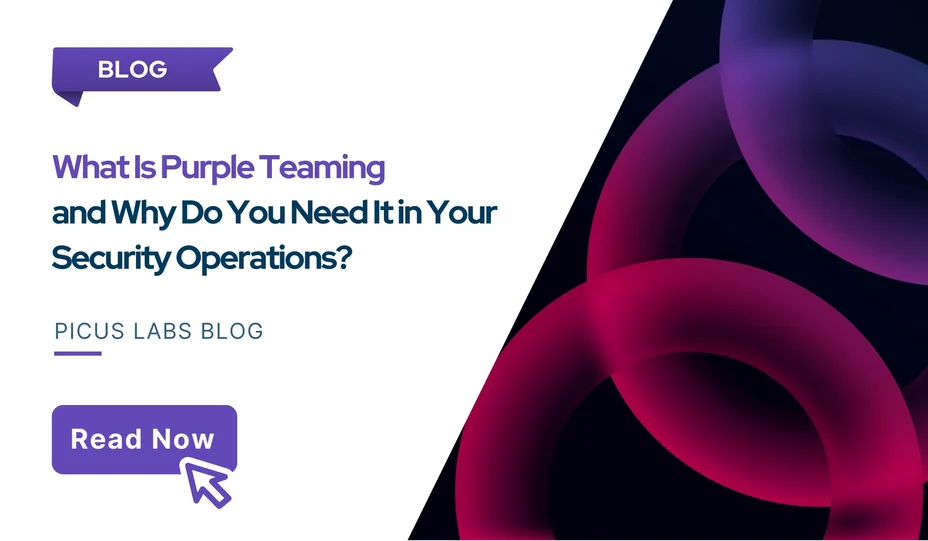 BLOG
What Is Purple Teaming
and Why Do You Need It in Your
Security Operations?
PICUS LABS BLOG
Read Now